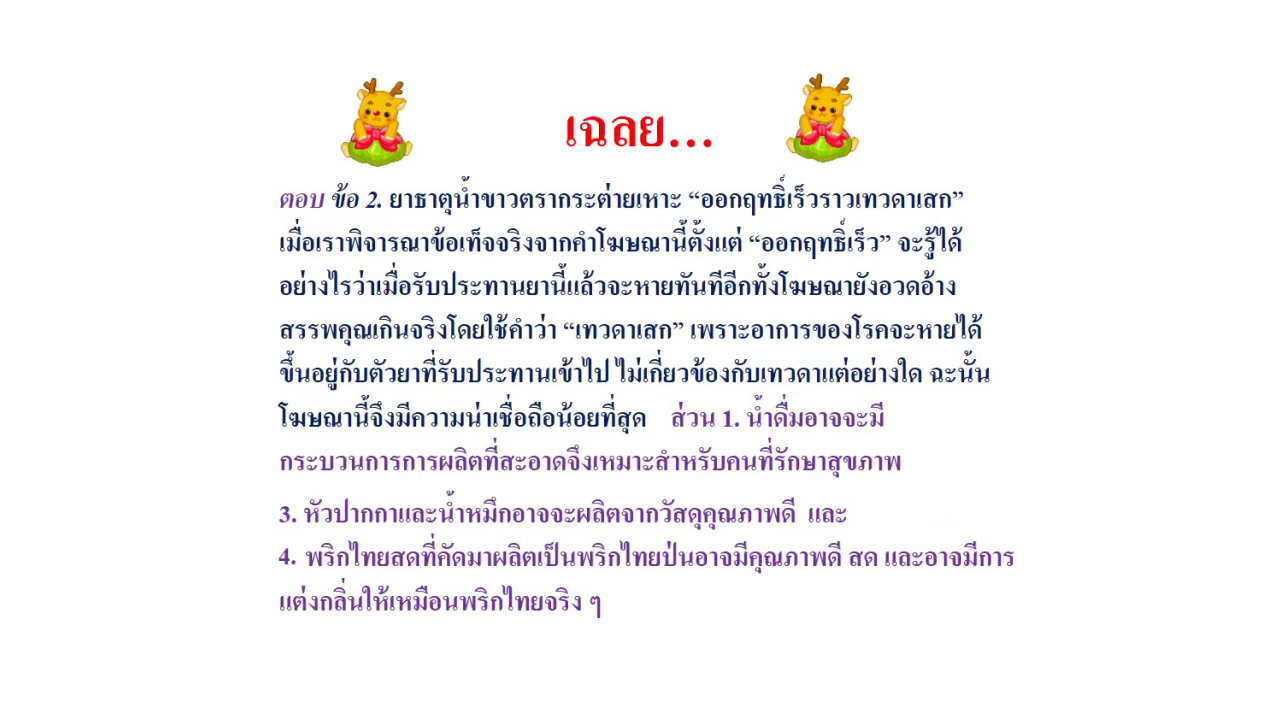 เฉลย...
ตอบ ข้อ 2. ยาธาตุน้ำขาวตรากระต่ายเหาะ “ออกฤทธิ์เร็วราวเทวดาเสก”
เมื่อเราพิจารณาข้อเท็จจริงจากคำโฆษณานี้ตั้งแต่ “ออกฤทธิ์เร็ว” จะรู้ได้
อย่างไรว่าเมื่อรับประทานยานี้แล้วจะหายทันทีอีกทั้งโฆษณายังอวดอ้าง
สรรพคุณเกินจริงโดยใช้คำว่า “เทวดาเสก” เพราะอาการของโรคจะหายได้
ขึ้นอยู่กับตัวยาที่รับประทานเข้าไป ไม่เกี่ยวข้องกับเทวดาแต่อย่างใด ฉะนั้น
โฆษณานี้จึงมีความน่าเชื่อถือน้อยที่สุด ส่วน 1. น้ำดื่มอาจจะมี
กระบวนการการผลิตที่สะอาดจึงเหมาะสำหรับคนที่รักษาสุขภาพ
3. หัวปากกาและน้ำหมึกอาจจะผลิตจากวัสดุคุณภาพดี และ
4. พริกไทยสดที่คัดมาผลิตเป็นพริกไทยป่นอาจมีคุณภาพดี สด และอาจมีการ
แต่งกลิ่นให้เหมือนพริกไทยจริง ๆ